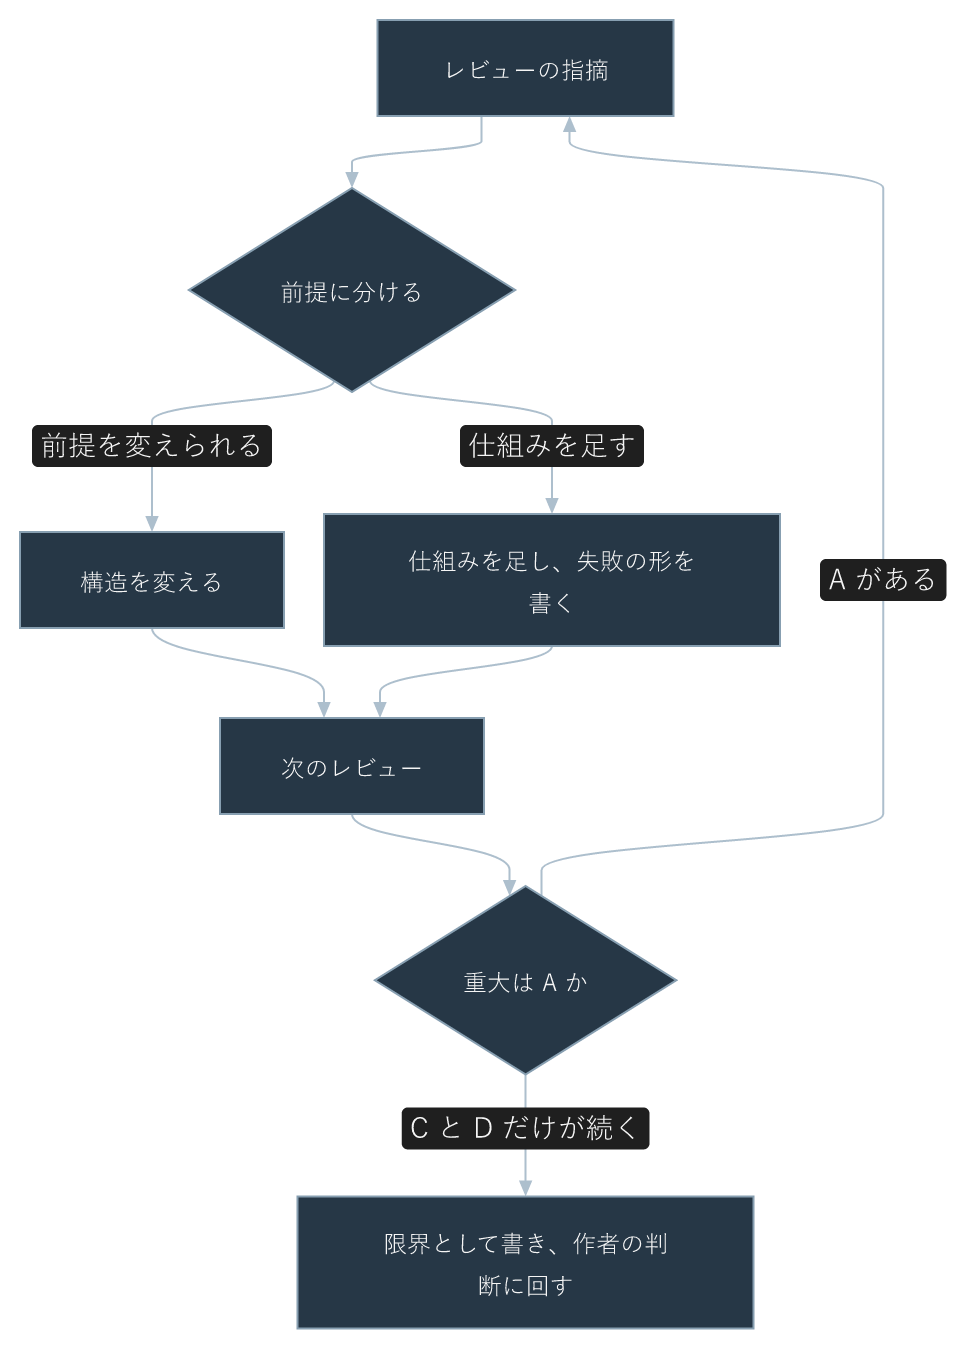 レビューの指摘
前提に分ける
前提を変えられる
仕組みを足す
構造を変える
仕組みを足し、失敗の形を
書く
A がある
次のレビュー
重大は A か
C と D だけが続く
限界として書き、作者の判
断に回す